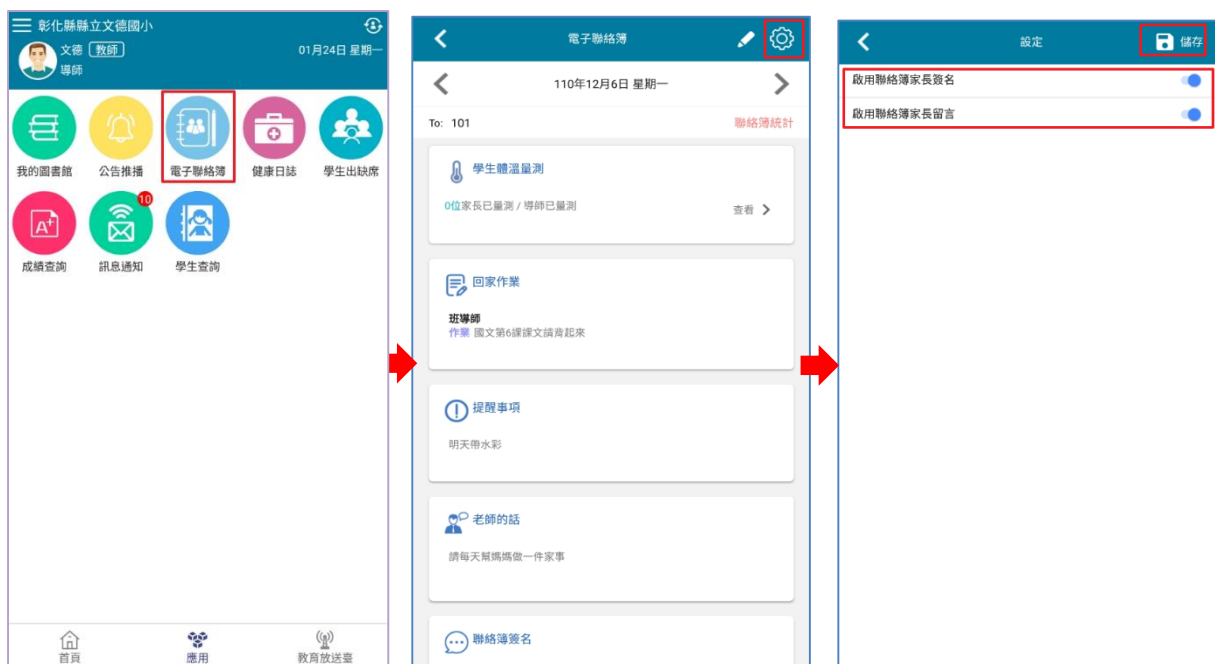 彰化縣縣立文德國小
文德 教師
01月24日 星期一
導師
我的圖書館
公告推播
電子聯絡簿
健康日誌
學生出缺席
A+
10
成績查詢
訊息通知
學生查詢
首頁
應用
教育放送臺
電子聯絡簿
110年12月6日 星期一
To: 101
聯絡簿統計
學生體溫量測
0位家長已量測 / 導師已量測
查看
回家作業
班導師
作業 國文第6課課文請背起來
提醒事項
明天帶水彩
老師的話
請每天幫媽媽做一件家事
聯絡簿簽名
設定
儲存
啟用聯絡簿家長簽名
啟用聯絡簿家長留言